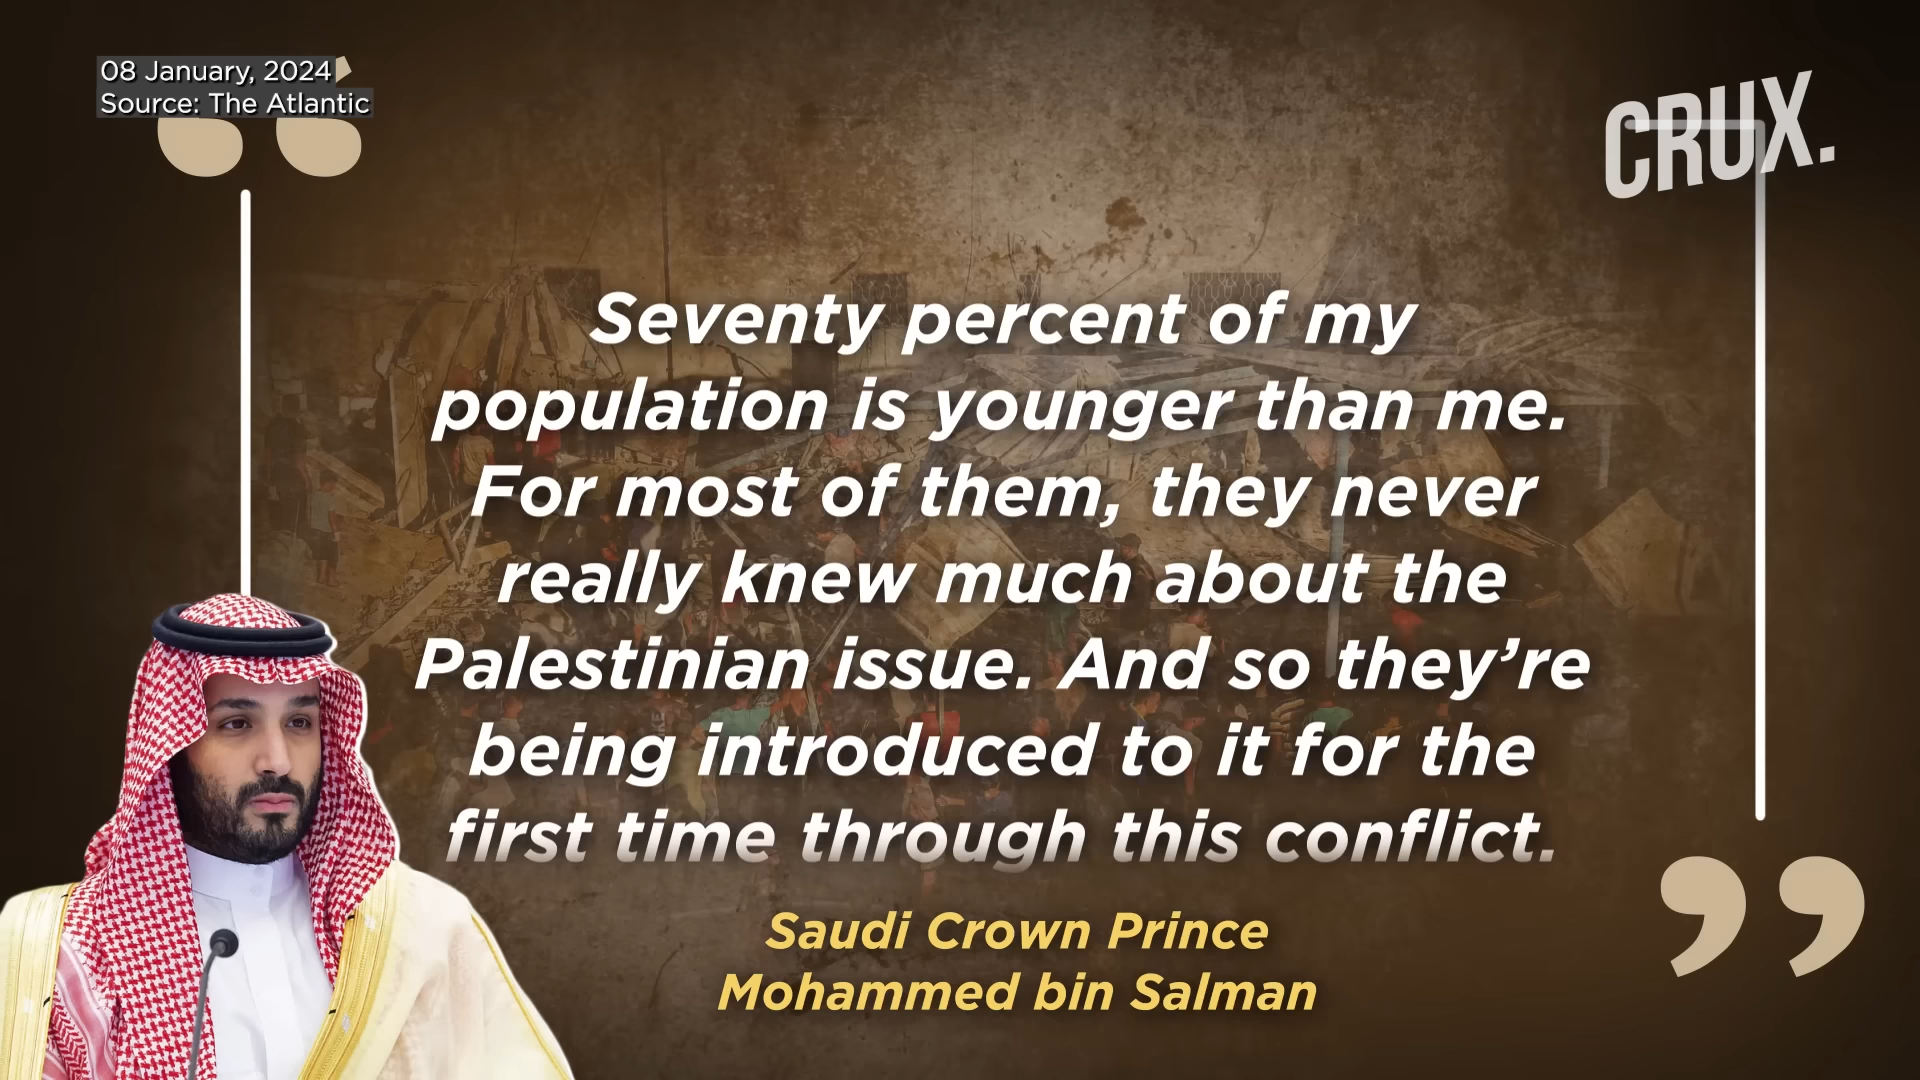 08 January, 2024
Source: The Atlantic
CRUX.
Seventy percent of my
population is younger than me.
For most of them, they never
really knew much about the
Palestinian issue. And so they’re
being introduced to it for the
first time through this conflict.
Saudi Crown Prince
Mohammed bin Salman